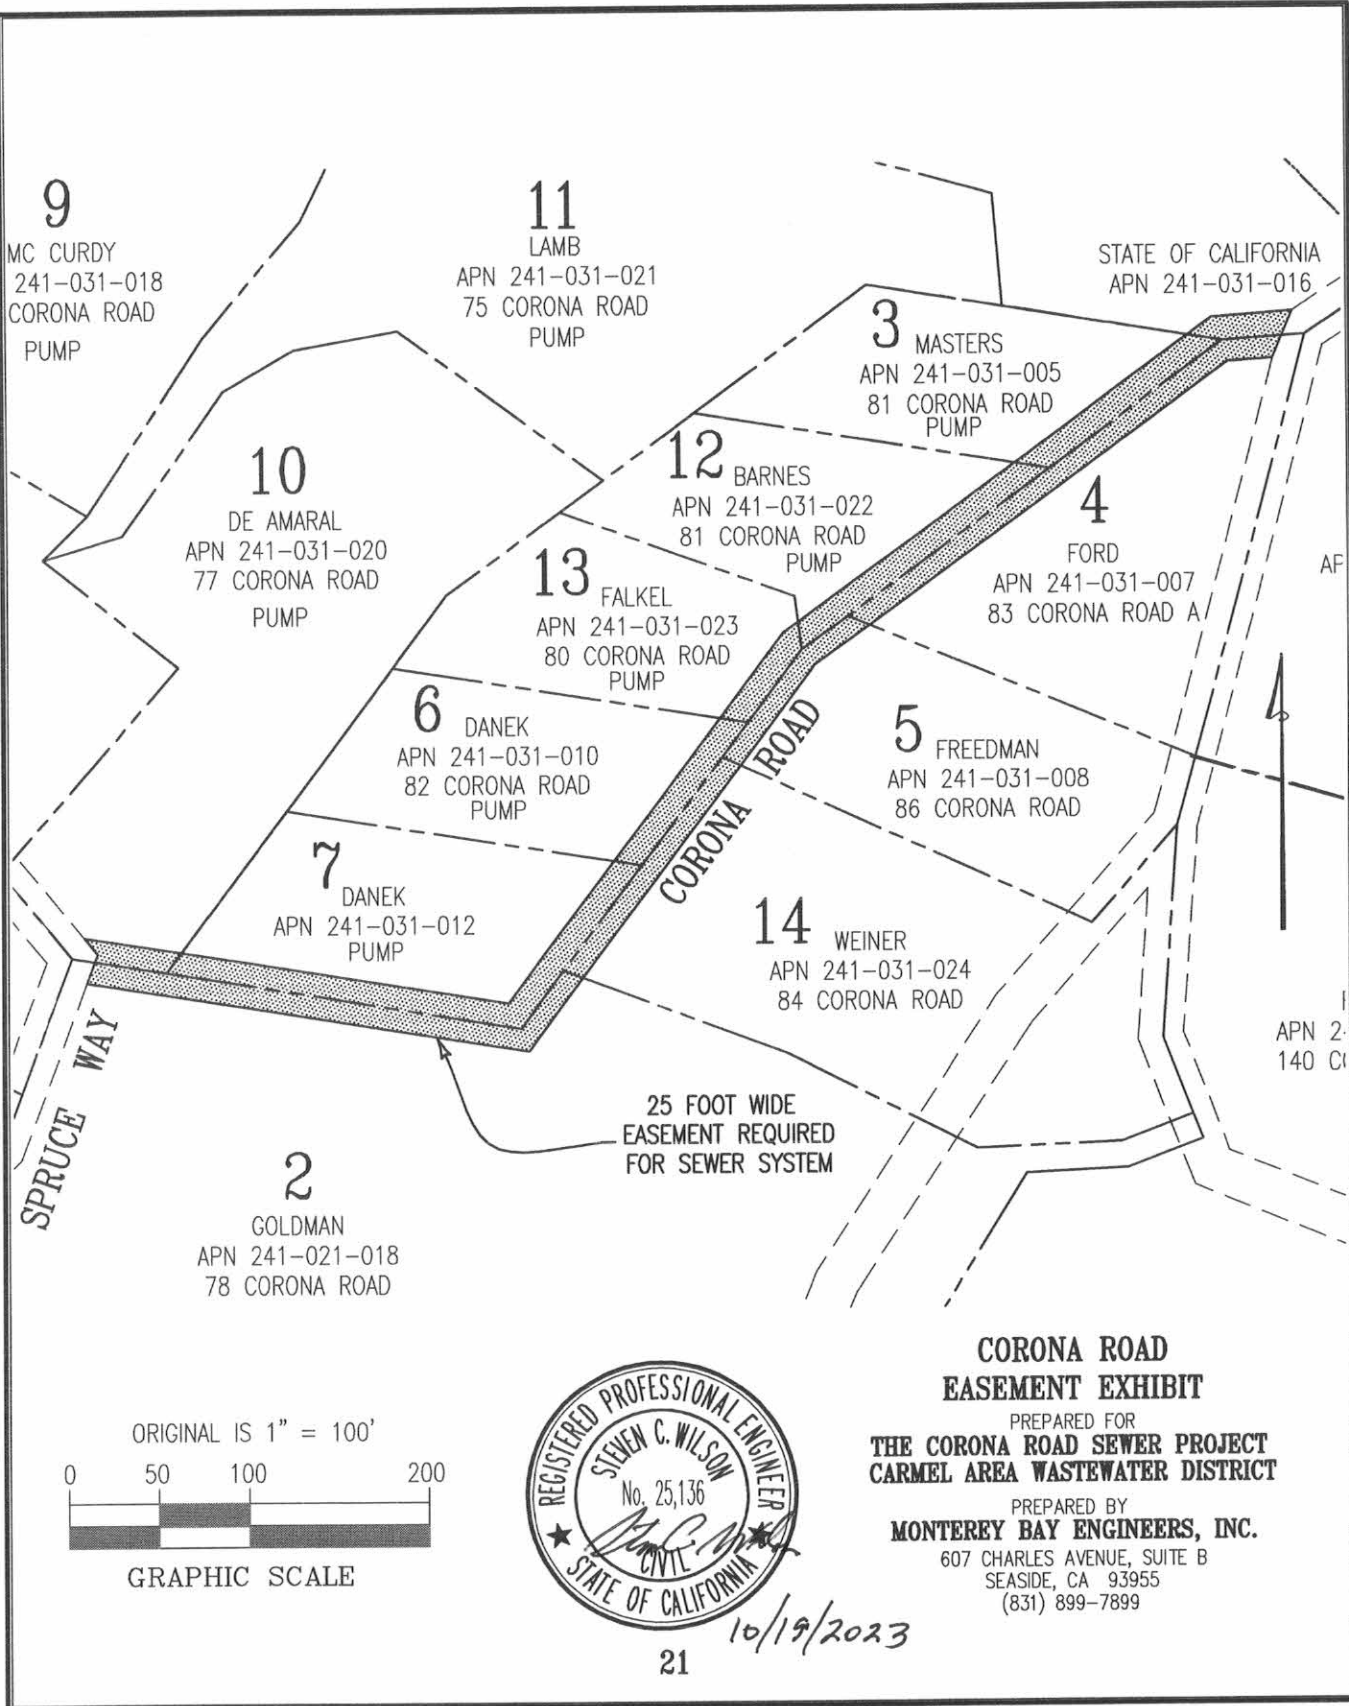 9
MC CURDY
241-031-018
CORONA ROAD
PUMP
11
LAMB
APN 241-031-021
75 CORONA ROAD
PUMP
STATE OF CALIFORNIA
APN 241-031-016
3
MASTERS
APN 241-031-005
81 CORONA ROAD
PUMP
10
DE AMARAL
APN 241-031-020
77 CORONA ROAD
PUMP
12
BARNES
APN 241-031-022
81 CORONA ROAD
PUMP
4
FORD
APN 241-031-007
83 CORONA ROAD A
AP
13
FALKEL
APN 241-031-023
80 CORONA ROAD
PUMP
6
DANEK
APN 241-031-010
82 CORONA ROAD
PUMP
5
FREEDMAN
APN 241-031-008
86 CORONA ROAD
CORONA ROAD
7
DANEK
APN 241-031-012
PUMP
14
WEINER
APN 241-031-024
84 CORONA ROAD
APN 2
140 C
SPRUCE WAY
25 FOOT WIDE
EASEMENT REQUIRED
FOR SEWER SYSTEM
2
GOLDMAN
APN 241-021-018
78 CORONA ROAD
ORIGINAL IS 1" = 100'
0 50 100 200
GRAPHIC SCALE
REGISTERED PROFESSIONAL ENGINEER
STEVEN C. WILSON
No. 25,136
CIVIL
STATE OF CALIFORNIA
10/19/2023
CORONA ROAD
EASEMENT EXHIBIT
PREPARED FOR
THE CORONA ROAD SEWER PROJECT
CARMEL AREA WASTEWATER DISTRICT
PREPARED BY
MONTEREY BAY ENGINEERS, INC.
607 CHARLES AVENUE, SUITE B
SEASIDE, CA 93955
(831) 899-7899
21